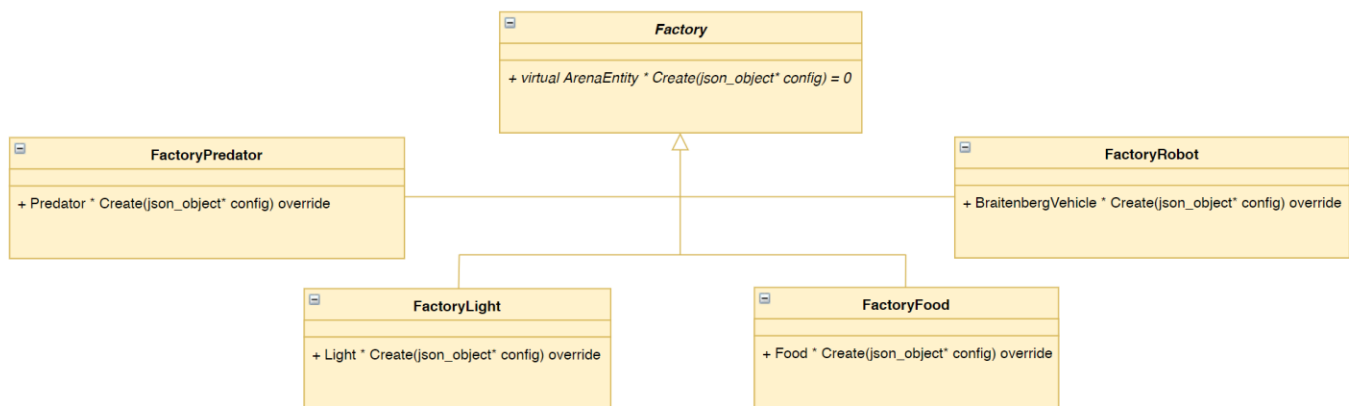 Factory
+ virtual ArenaEntity * Create(json_object* config) = 0
FactoryPredator
+ Predator * Create(json_object* config) override
FactoryRobot
+ BraitenbergVehicle * Create(json_object* config) override
FactoryLight
+ Light * Create(json_object* config) override
FactoryFood
+ Food * Create(json_object* config) override